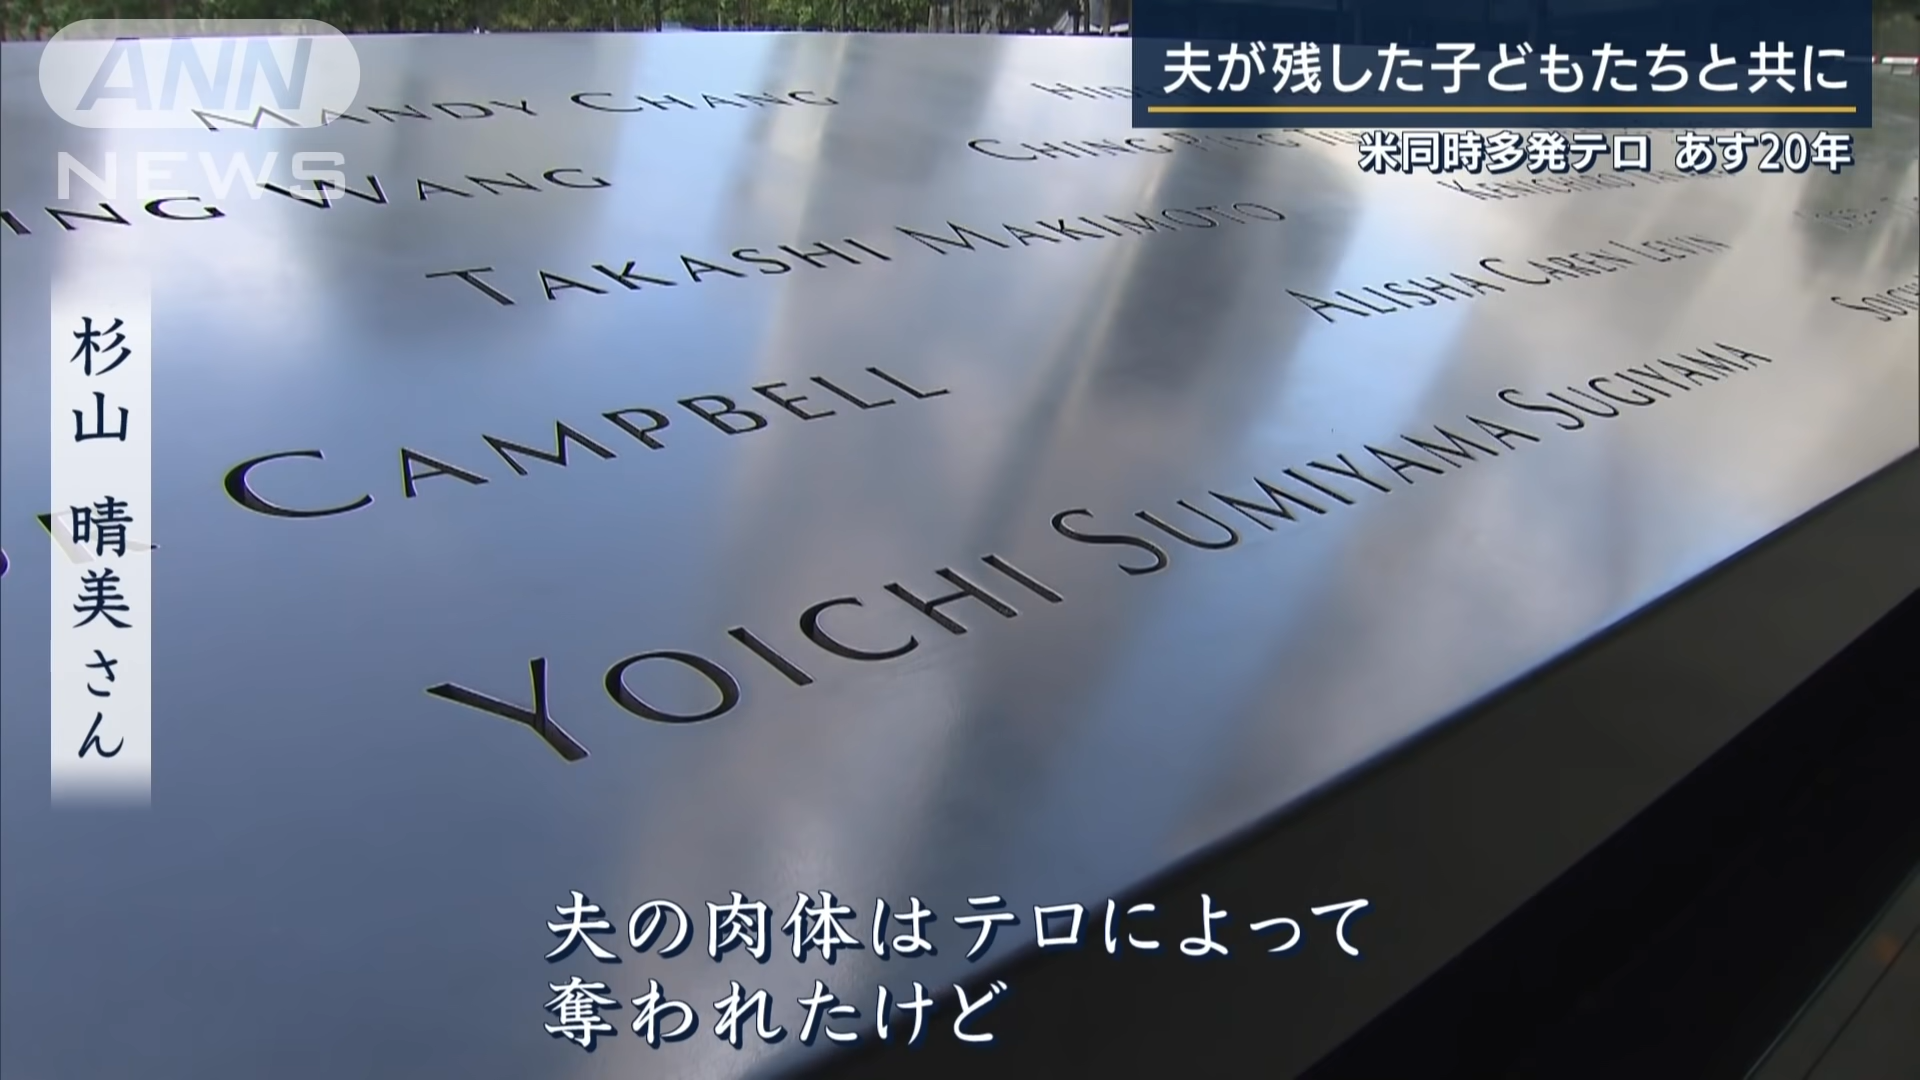 ANN
NEWS
夫が残した子どもたちと共に
米同時多発テロ あす20年
MANDY CHANG
WANG
CHING PING
TAKASHI MAKIMOTO
ALISHA CAREN LEVIN
CAMPBELL
YOICHI SUMIYAMA SUGIYAMA
杉山 晴美さん
夫の肉体はテロによって
奪われたけど